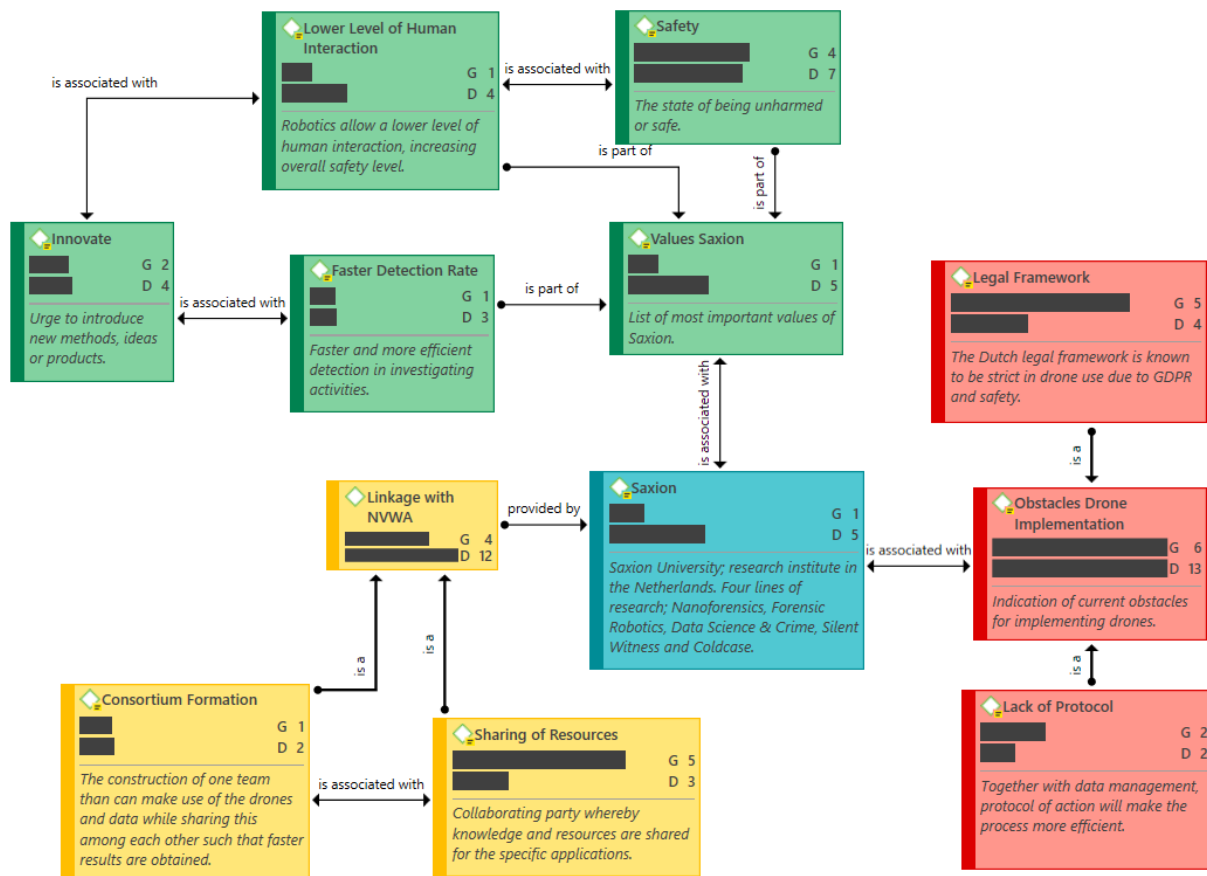 Lower Level of Human
Interaction
G 1
D 4
Robotics allow a lower level of
human interaction, increasing
overall safety level.
is associated with
Safety
G 4
D 7
The state of being unharmed
or safe.
is associated with
is part of
is part of
Innovate
G 2
D 4
Urge to introduce
new methods, ideas
or products.
is associated with
Faster Detection Rate
G 1
D 3
Faster and more efficient
detection in investigating
activities.
is part of
Values Saxion
G 1
D 5
List of most important values of
Saxion.
Legal Framework
G 5
D 4
The Dutch legal framework is known
to be strict in drone use due to GDPR
and safety.
is associated with
is a
Linkage with
NVWA
G 4
D 12
provided by
Saxion
G 1
D 5
Saxion University; research institute in
the Netherlands. Four lines of
research; Nanoforensics, Forensic
Robotics, Data Science & Crime, Silent
Witness and Coldcase.
is associated with
Obstacles Drone
Implementation
G 6
D 13
Indication of current obstacles
for implementing drones.
is a
is a
is a
Consortium Formation
G 1
D 2
The construction of one team
than can make use of the drones
and data while sharing this
among each other such that faster
results are obtained.
is associated with
Sharing of Resources
G 5
D 3
Collaborating party whereby
knowledge and resources are shared
for the specific applications.
Lack of Protocol
G 2
D 2
Together with data management,
protocol of action will make the
process more efficient.